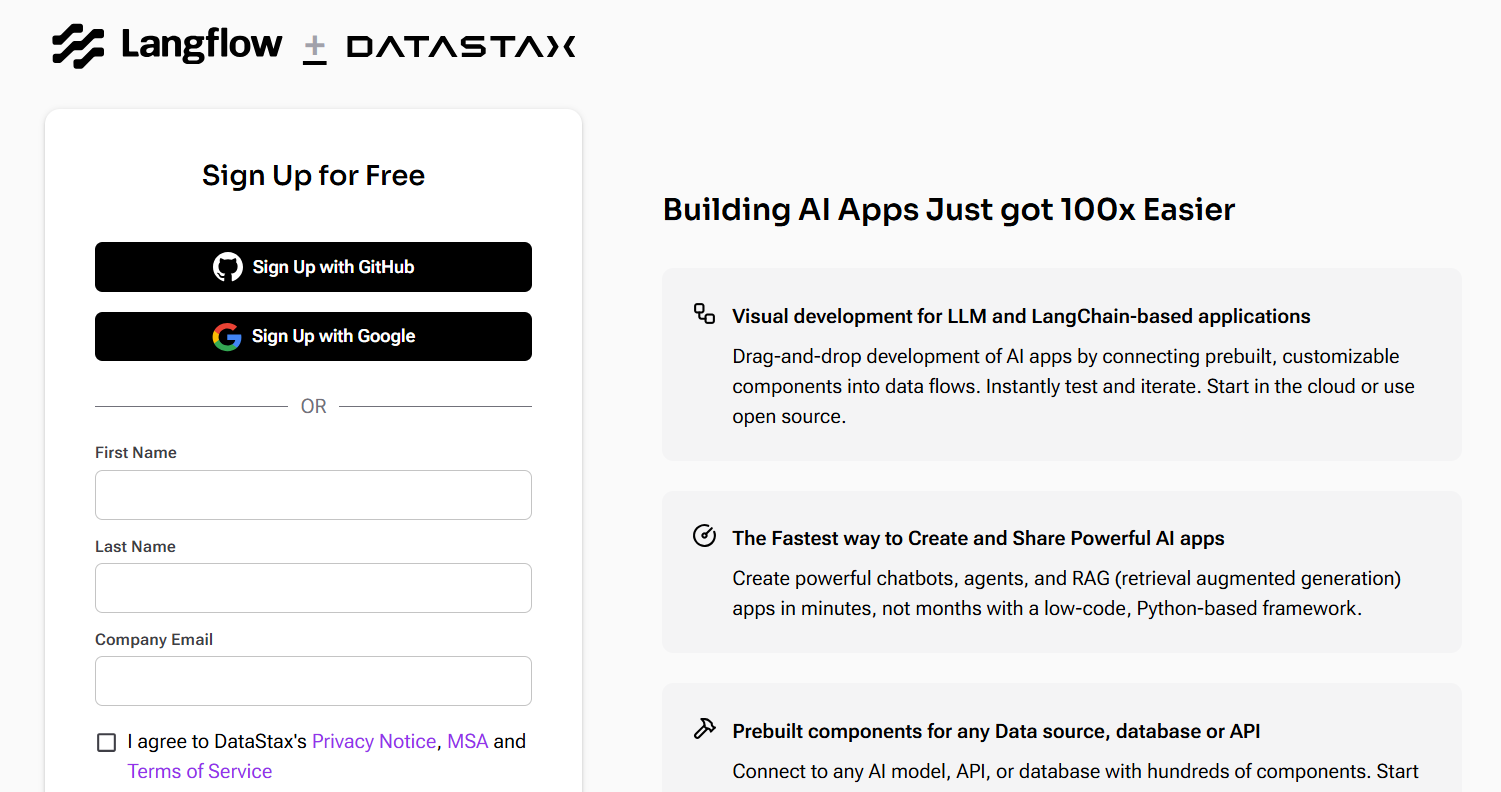 Langflow + DATASTAX
Sign Up for Free
Sign Up with GitHub
Sign Up with Google
OR
First Name
Last Name
Company Email
I agree to DataStax's Privacy Notice, MSA and
Terms of Service
Building AI Apps Just got 100x Easier
Visual development for LLM and LangChain-based applications
Drag-and-drop development of AI apps by connecting prebuilt, customizable
components into data flows. Instantly test and iterate. Start in the cloud or use
open source.
The Fastest way to Create and Share Powerful AI apps
Create powerful chatbots, agents, and RAG (retrieval augmented generation)
apps in minutes, not months with a low-code, Python-based framework.
Prebuilt components for any Data source, database or API
Connect to any AI model, API, or database with hundreds of components. Start